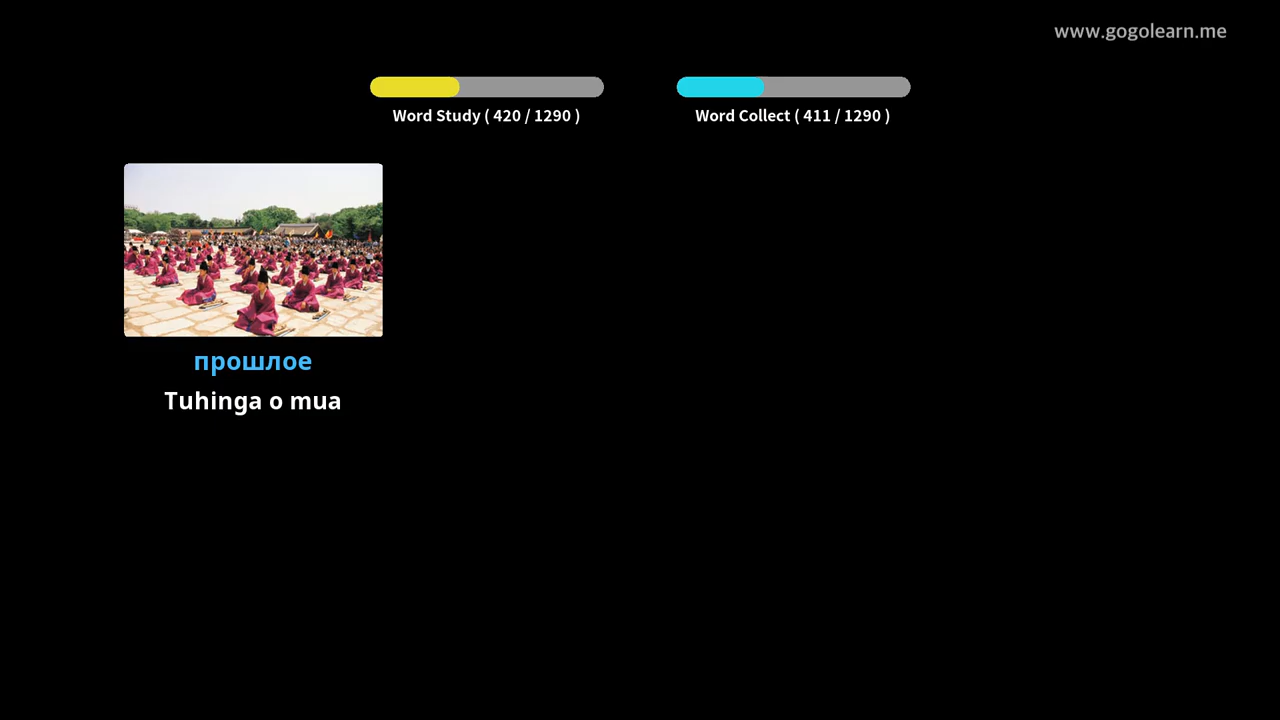 www.gogolearn.me
Word Study ( 420 / 1290 )
Word Collect ( 411 / 1290 )
прошлое
Tuhinga o mua